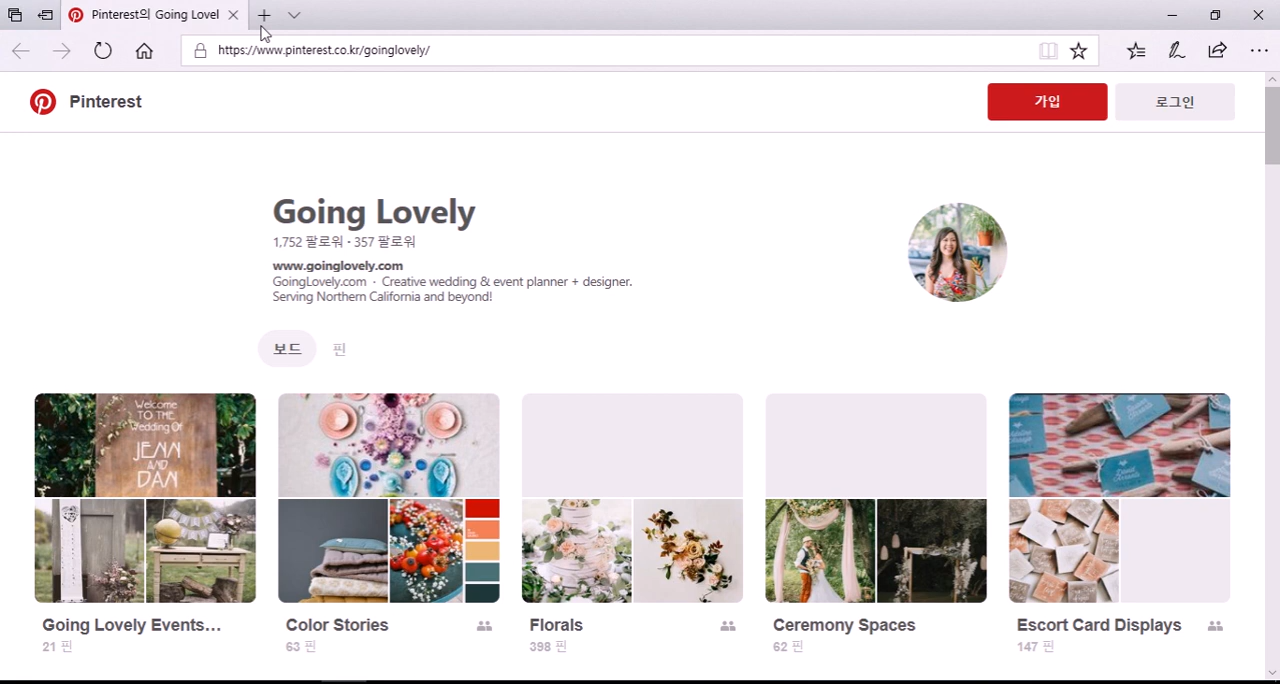 Pinterest의 Going Lovel
https://www.pinterest.co.kr/goinglovely/
Pinterest
가입
로그인
Going Lovely
1,752 팔로워 · 357 팔로워
www.goinglovely.com
GoingLovely.com · Creative wedding & event planner + designer.
Serving Northern California and beyond!
보드
핀
Welcome
TO THE
Wedding Of
JENN
AND
DAN
Going Lovely Events…
21 핀
Color Stories
63 핀
Florals
398 핀
Ceremony Spaces
62 핀
Escort Card Displays
147 핀